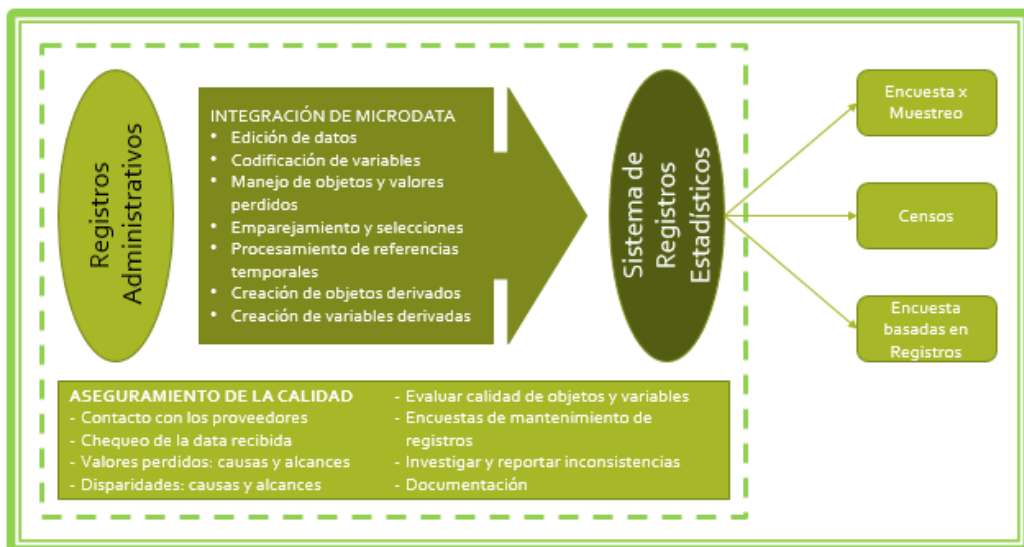 Registros
Administrativos
INTEGRACIÓN DE MICRODATA
• Edición de datos
• Codificación de variables
• Manejo de objetos y valores
perdidos
• Emparejamiento y selecciones
• Procesamiento de referencias
temporales
• Creación de objetos derivados
• Creación de variables derivadas
Sistema de
Registros
Estadísticos
Encuesta x
Muestreo
Censos
Encuesta
basadas en
Registros
ASEGURAMIENTO DE LA CALIDAD
- Contacto con los proveedores
- Chequeo de la data recibida
- Valores perdidos: causas y alcances
- Disparidades: causas y alcances
- Evaluar calidad de objetos y variables
- Encuestas de mantenimiento de
registros
- Investigar y reportar inconsistencias
- Documentación